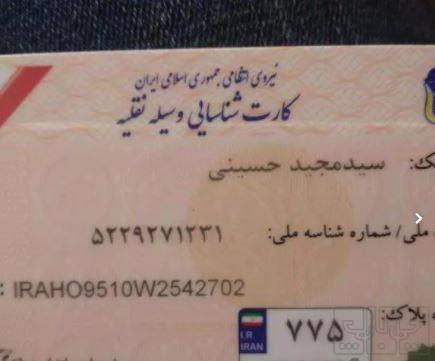 نیروی انتظامی جمهوری اسلامی ایران
کارت شناسایی وسیله نقلیه
ک: سیدمجید حسینی
ملی/ شماره شناسه ملی: ۵۲۲۹۲۷۱۲۳۱
: IRAHO9510W2542702
ه پلاک: ۷۷۵
I.R.
IRAN